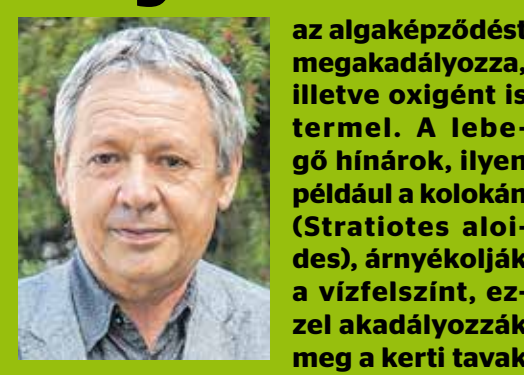 az algaképződést
megakadályozza,
illetve oxigént is
termel. A lebe-
gő hínárok, ilyen
például a kolokán
(Stratiotes aloi-
des), árnyékolják
a vízfelszínt, ez-
zel akadályozzák
meg a kerti tavak